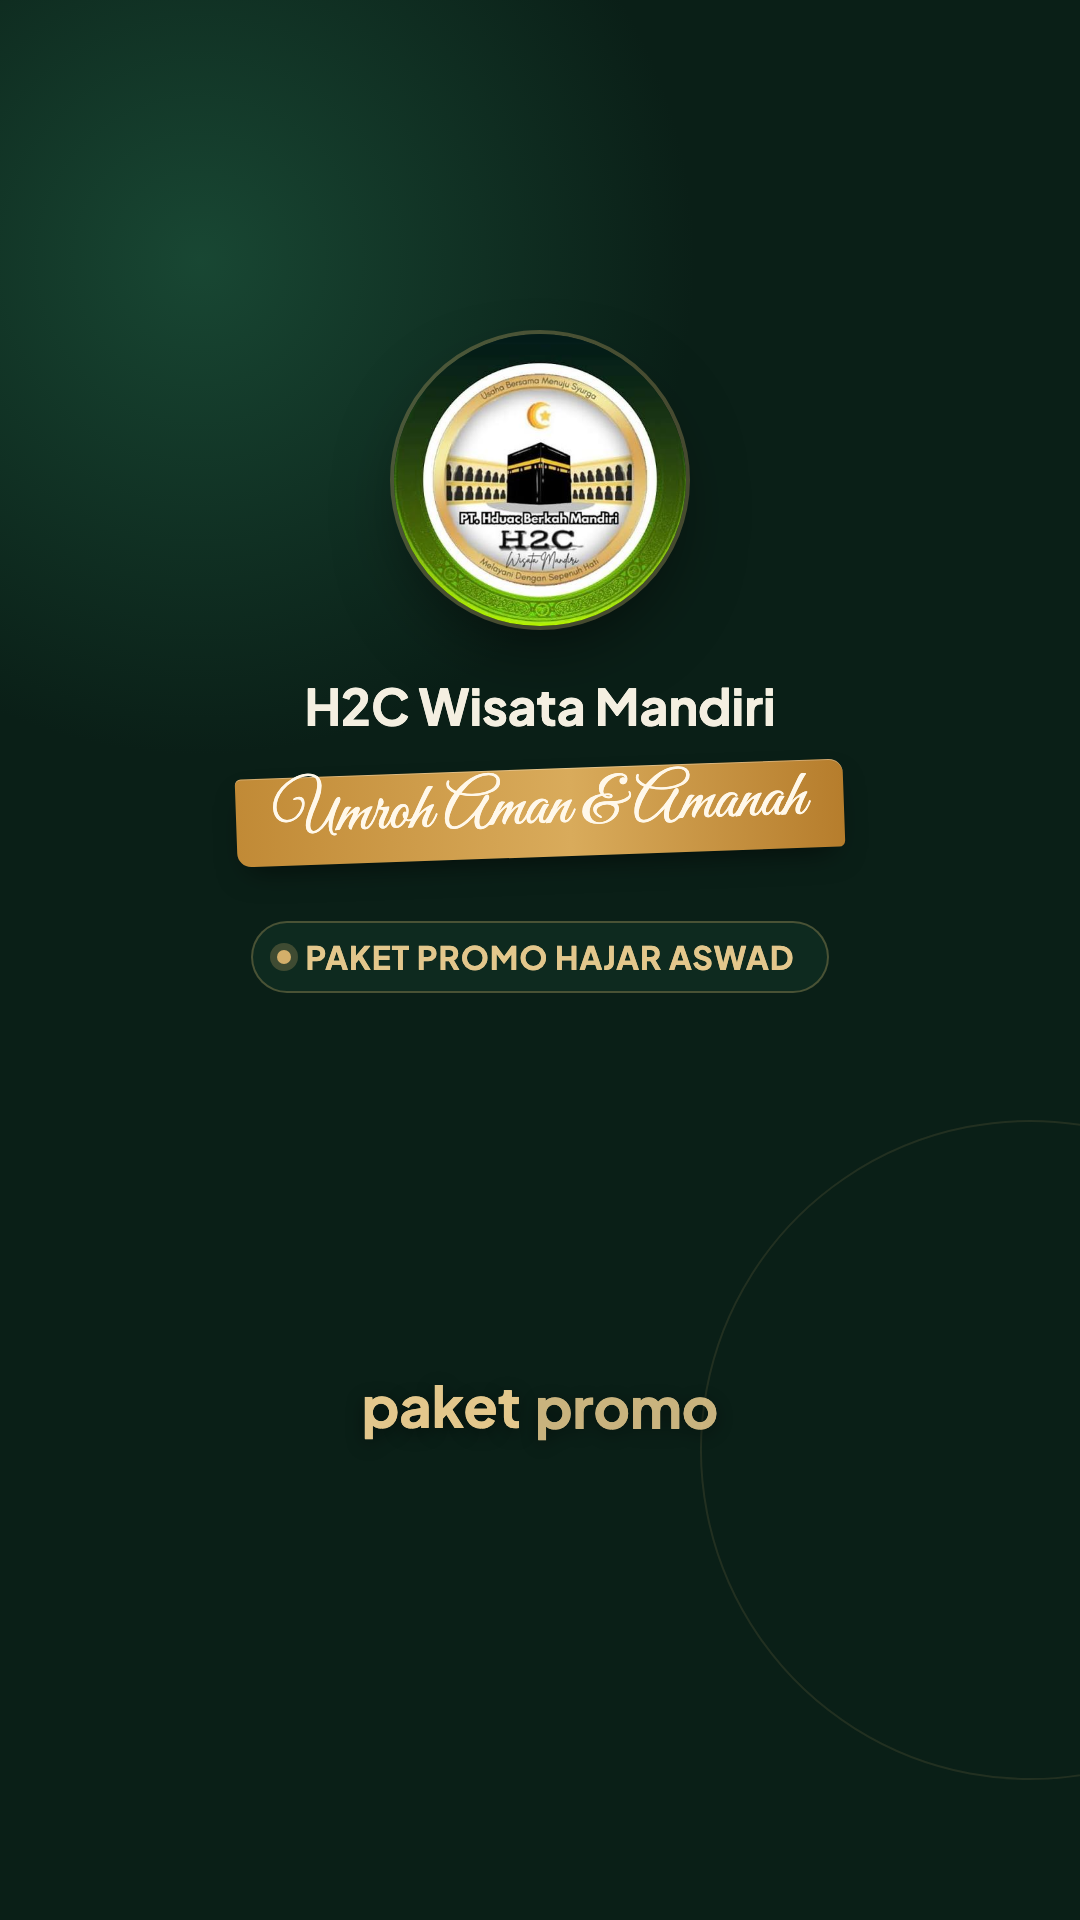 Usaha Bersama Menuju Syurga
PT. Hduac Berkah Mandiri
H2C
Wisata Mandiri
Melayani Dengan Sepenuh Hati
H2C Wisata Mandiri
Umroh Aman & Amanah
PAKET PROMO HAJAR ASWAD
paket promo